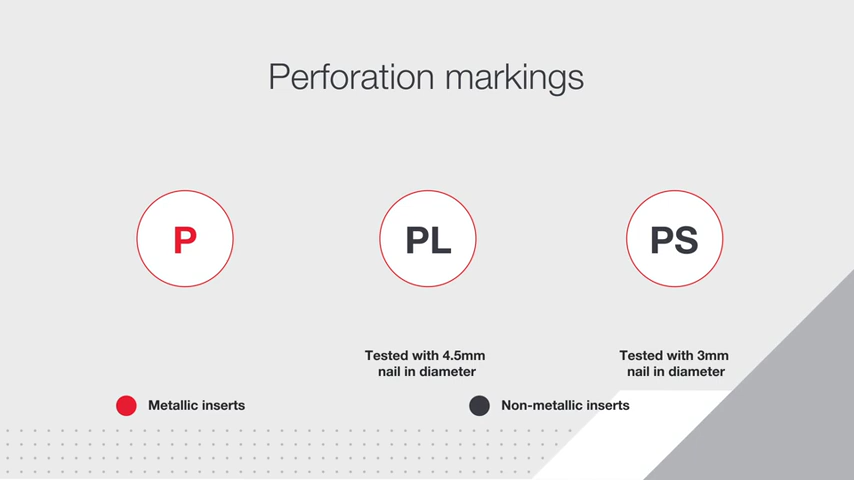 Perforation markings
P
PL
PS
Tested with 4.5mm
nail in diameter
Tested with 3mm
nail in diameter
Metallic inserts
Non-metallic inserts